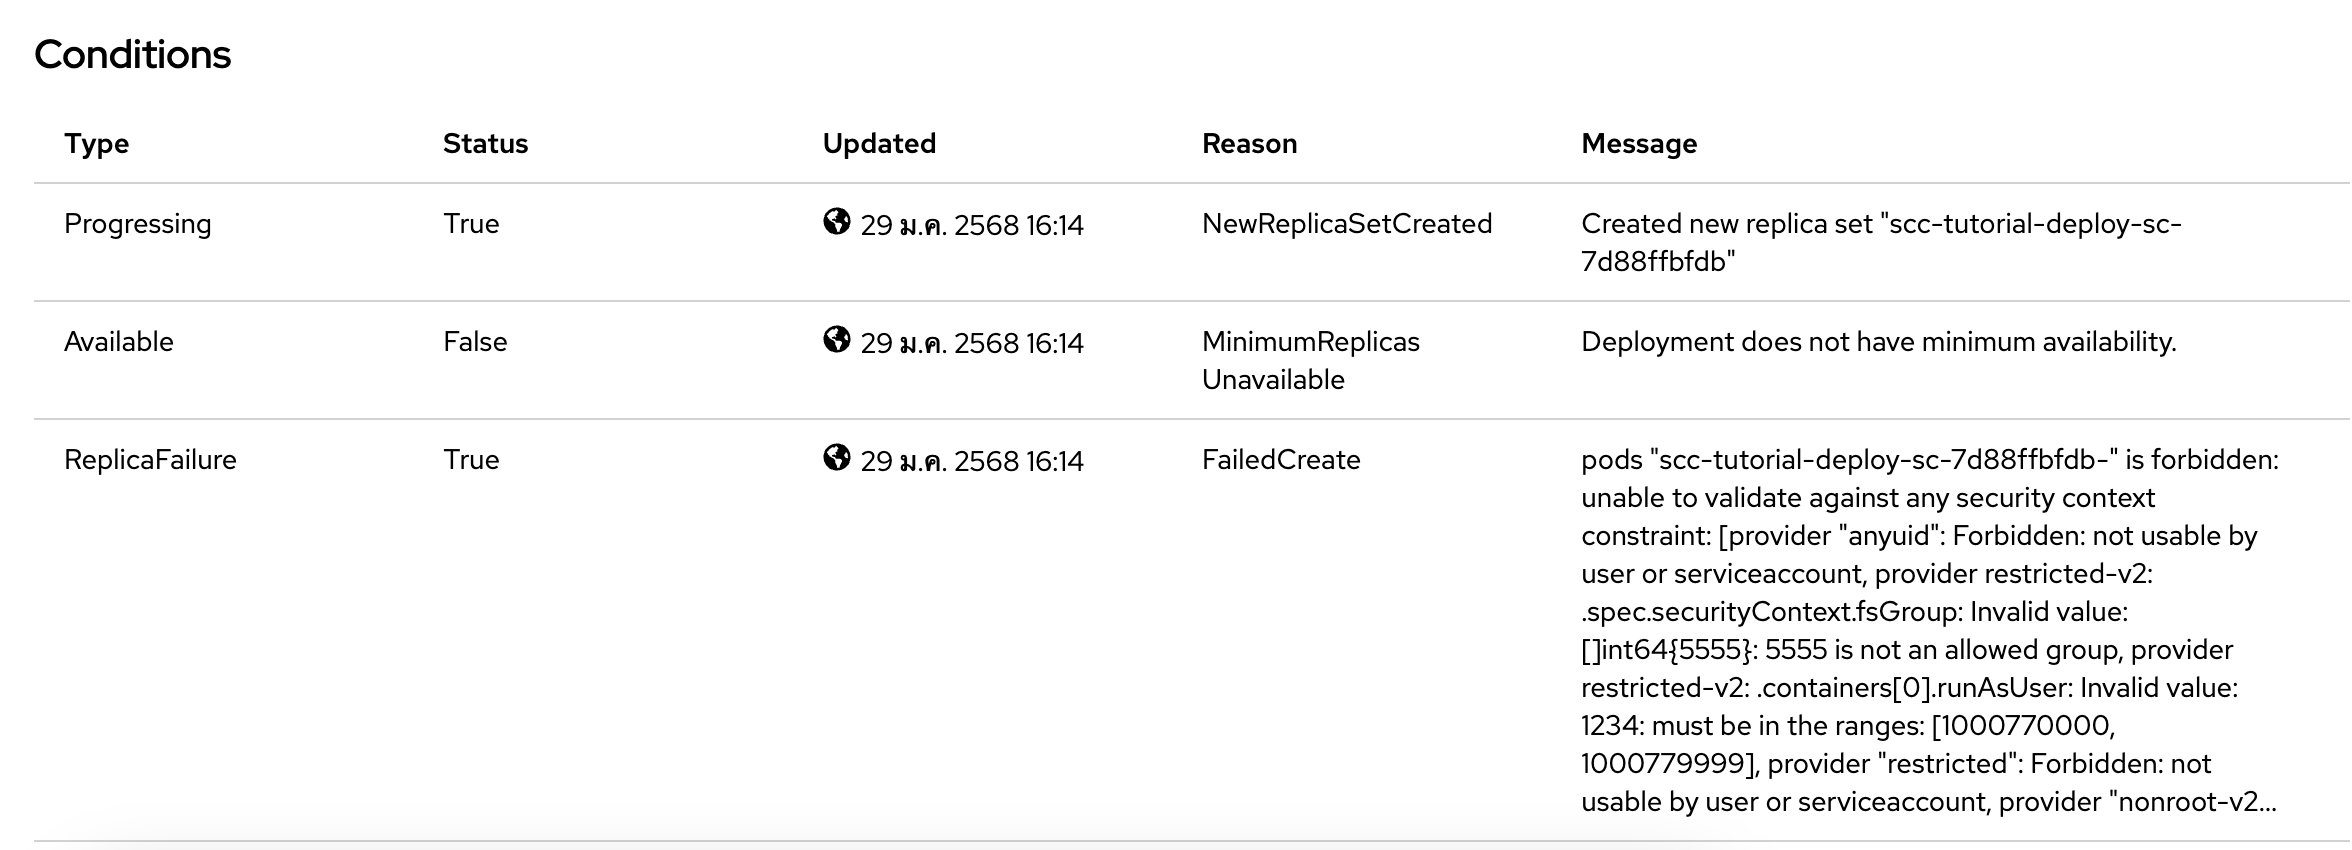 Conditions
Type Status Updated Reason Message
Progressing True 29 ม.ค. 2568 16:14 NewReplicaSetCreated Created new replica set "scc-tutorial-deploy-sc-
7d88ffbfdb"
Available False 29 ม.ค. 2568 16:14 MinimumReplicas Deployment does not have minimum availability.
Unavailable
ReplicaFailure True 29 ม.ค. 2568 16:14 FailedCreate pods "scc-tutorial-deploy-sc-7d88ffbfdb-" is forbidden:
unable to validate against any security context
constraint: [provider "anyuid": Forbidden: not usable by
user or serviceaccount, provider restricted-v2:
.spec.securityContext.fsGroup: Invalid value:
[]int64{5555}: 5555 is not an allowed group, provider
restricted-v2: .containers[0].runAsUser: Invalid value:
1234: must be in the ranges: [1000770000,
1000779999], provider "restricted": Forbidden: not
usable by user or serviceaccount, provider "nonroot-v2...